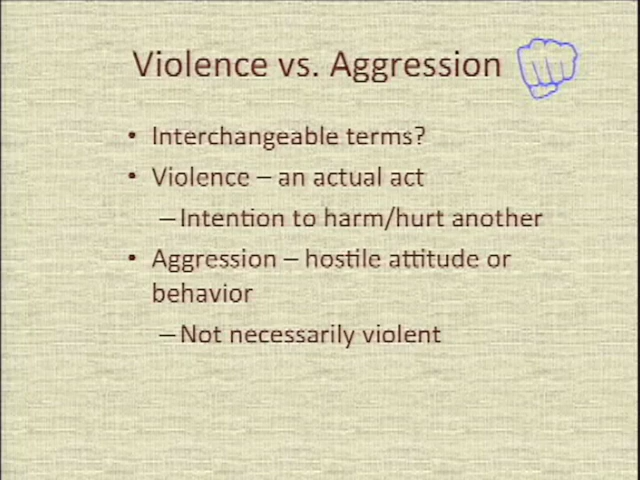 Violence vs. Aggression
• Interchangeable terms?
• Violence – an actual act
–Intention to harm/hurt another
• Aggression – hostile attitude or
behavior
–Not necessarily violent